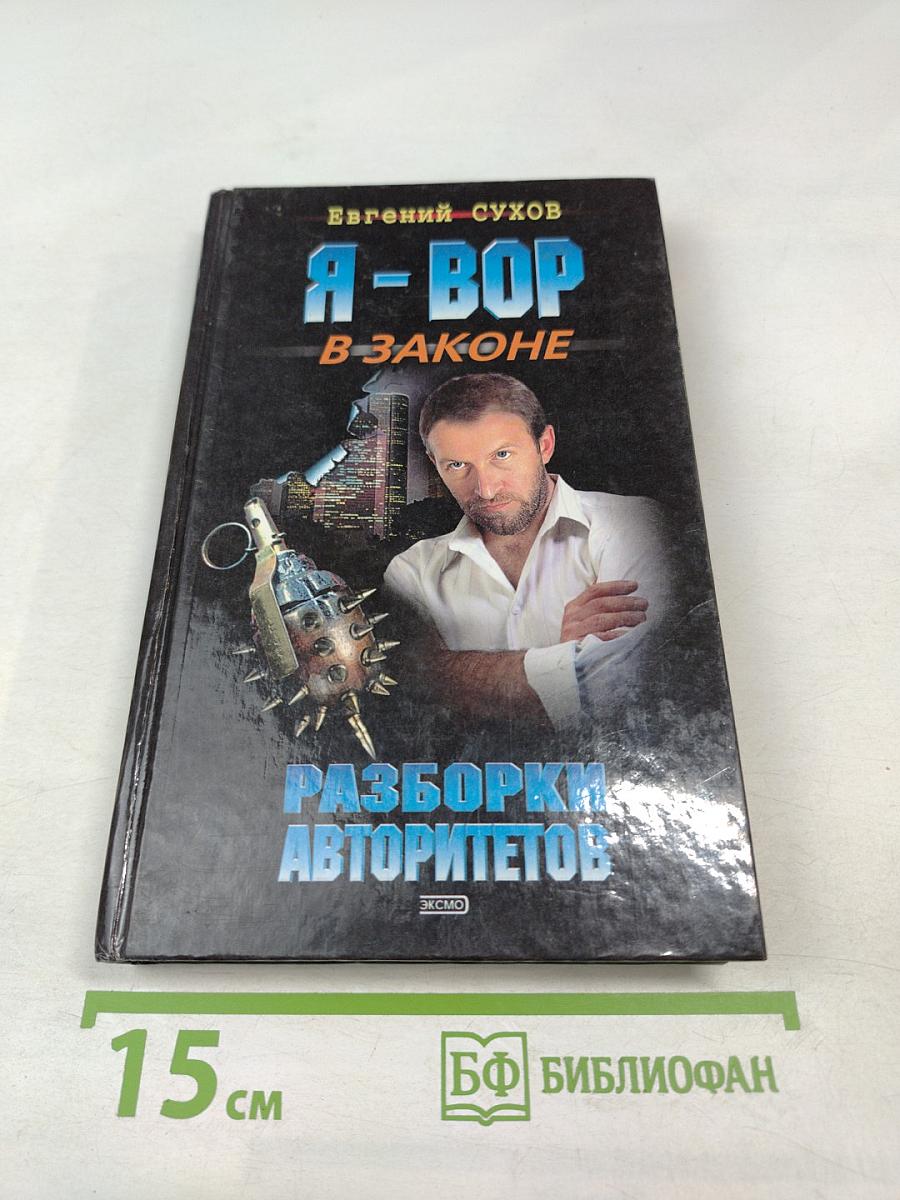 Евгений СУХОВ
Я - ВОР
В ЗАКОНЕ
РАЗБОРКИ
АВТОРИТЕТОВ
ЭКСМО
15 см
БФ БИБЛИОФАН